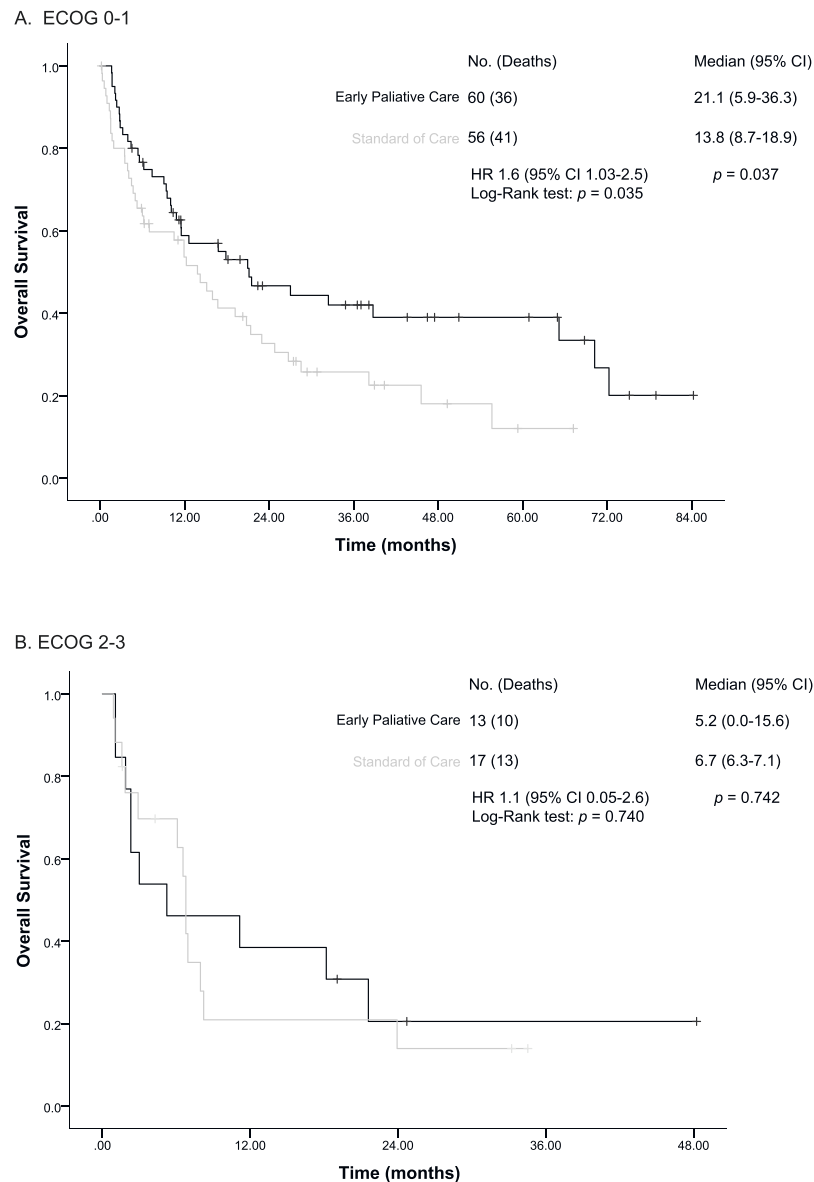 A. ECOG 0-1
No. (Deaths) Median (95% CI)
Early Paliative Care 60 (36) 21.1 (5.9-36.3)
Standard of Care 56 (41) 13.8 (8.7-18.9)
HR 1.6 (95% CI 1.03-2.5) p = 0.037
Log-Rank test: p = 0.035
Overall Survival
1.0
0.8
0.6
0.4
0.2
0.0
.00 12.00 24.00 36.00 48.00 60.00 72.00 84.00
Time (months)
B. ECOG 2-3
No. (Deaths) Median (95% CI)
Early Paliative Care 13 (10) 5.2 (0.0-15.6)
Standard of Care 17 (13) 6.7 (6.3-7.1)
HR 1.1 (95% CI 0.05-2.6) p = 0.742
Log-Rank test: p = 0.740
Overall Survival
1.0
0.8
0.6
0.4
0.2
0.0
.00 12.00 24.00 36.00 48.00
Time (months)